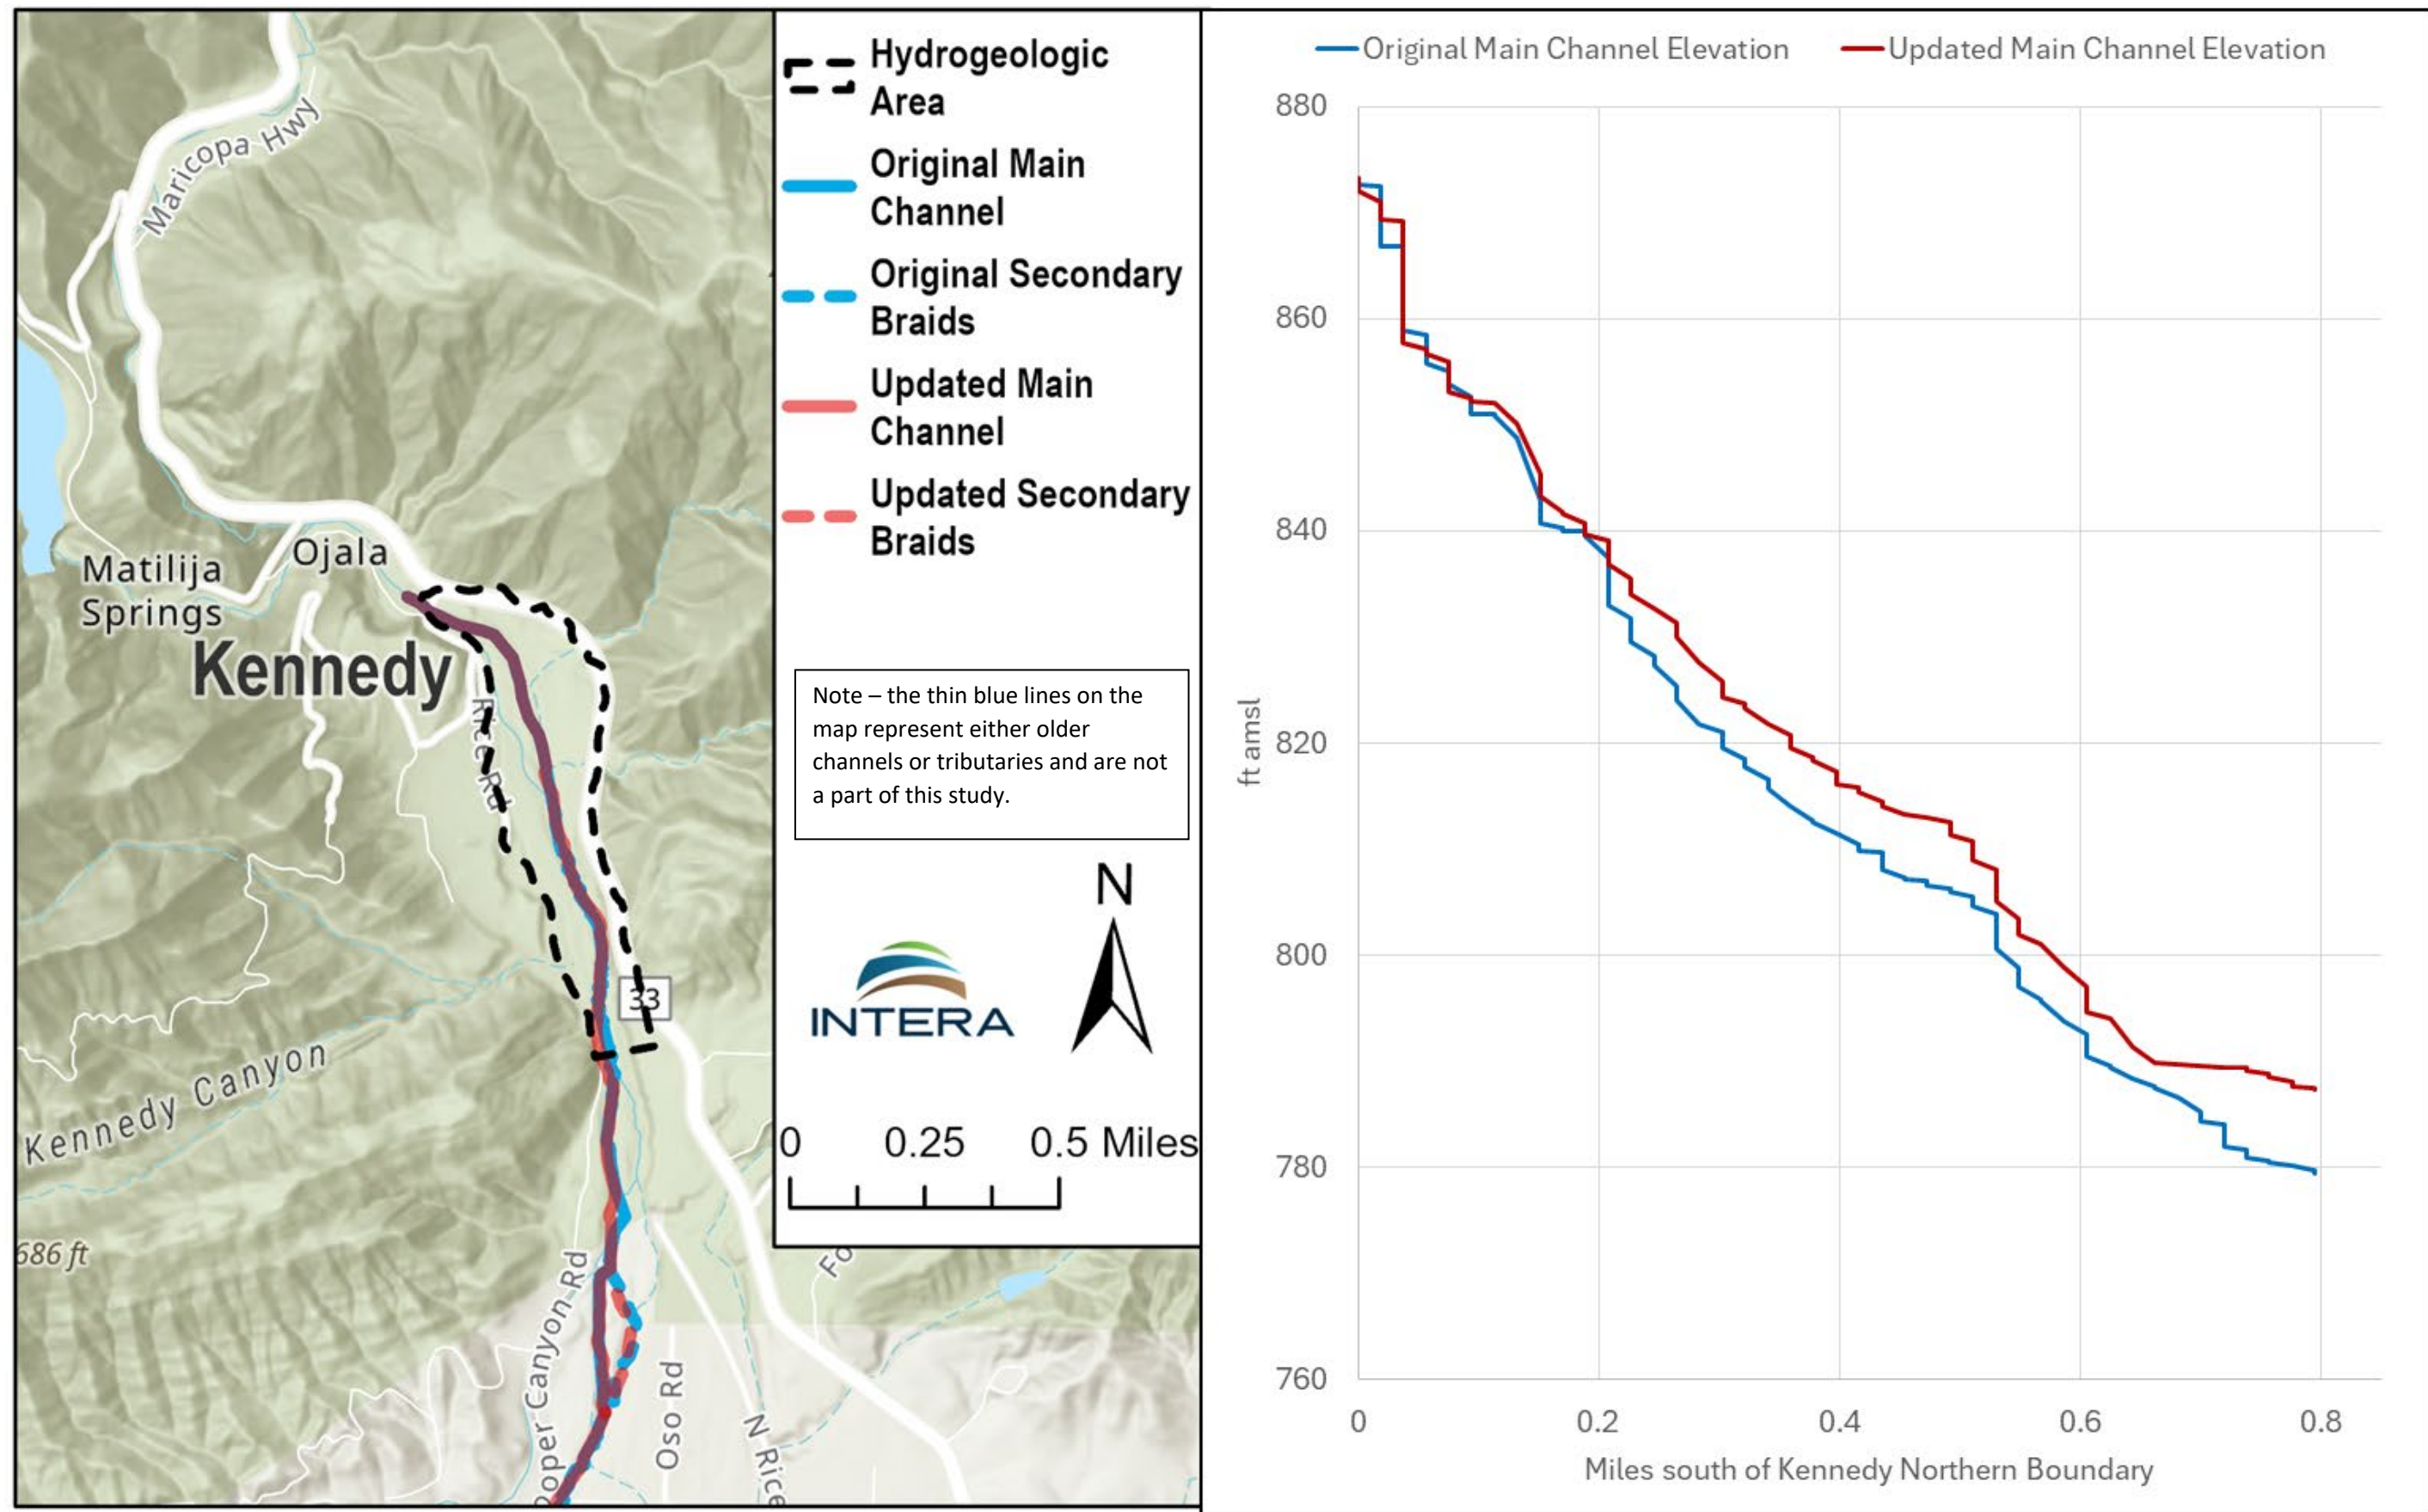 Maricopa Hwy
Ojala
Matilija
Springs
Kennedy
Rice Rd
33
Kennedy Canyon
686 ft
ooper Canyon Rd
Oso Rd
N Rice
Fo
Hydrogeologic
Area
Original Main
Channel
Original Secondary
Braids
Updated Main
Channel
Updated Secondary
Braids
Note – the thin blue lines on the
map represent either older
channels or tributaries and are not
a part of this study.
N
INTERA
0 0.25 0.5 Miles
Original Main Channel Elevation Updated Main Channel Elevation
880
860
840
820
800
780
760
ft amsl
0 0.2 0.4 0.6 0.8
Miles south of Kennedy Northern Boundary